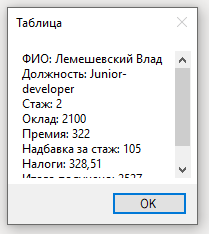 Таблица
ФИО: Лемешевский Влад
Должность: Junior-
developer
Стаж: 2
Оклад: 2100
Премия: 322
Надбавка за стаж: 105
Налоги: 328,51
OK